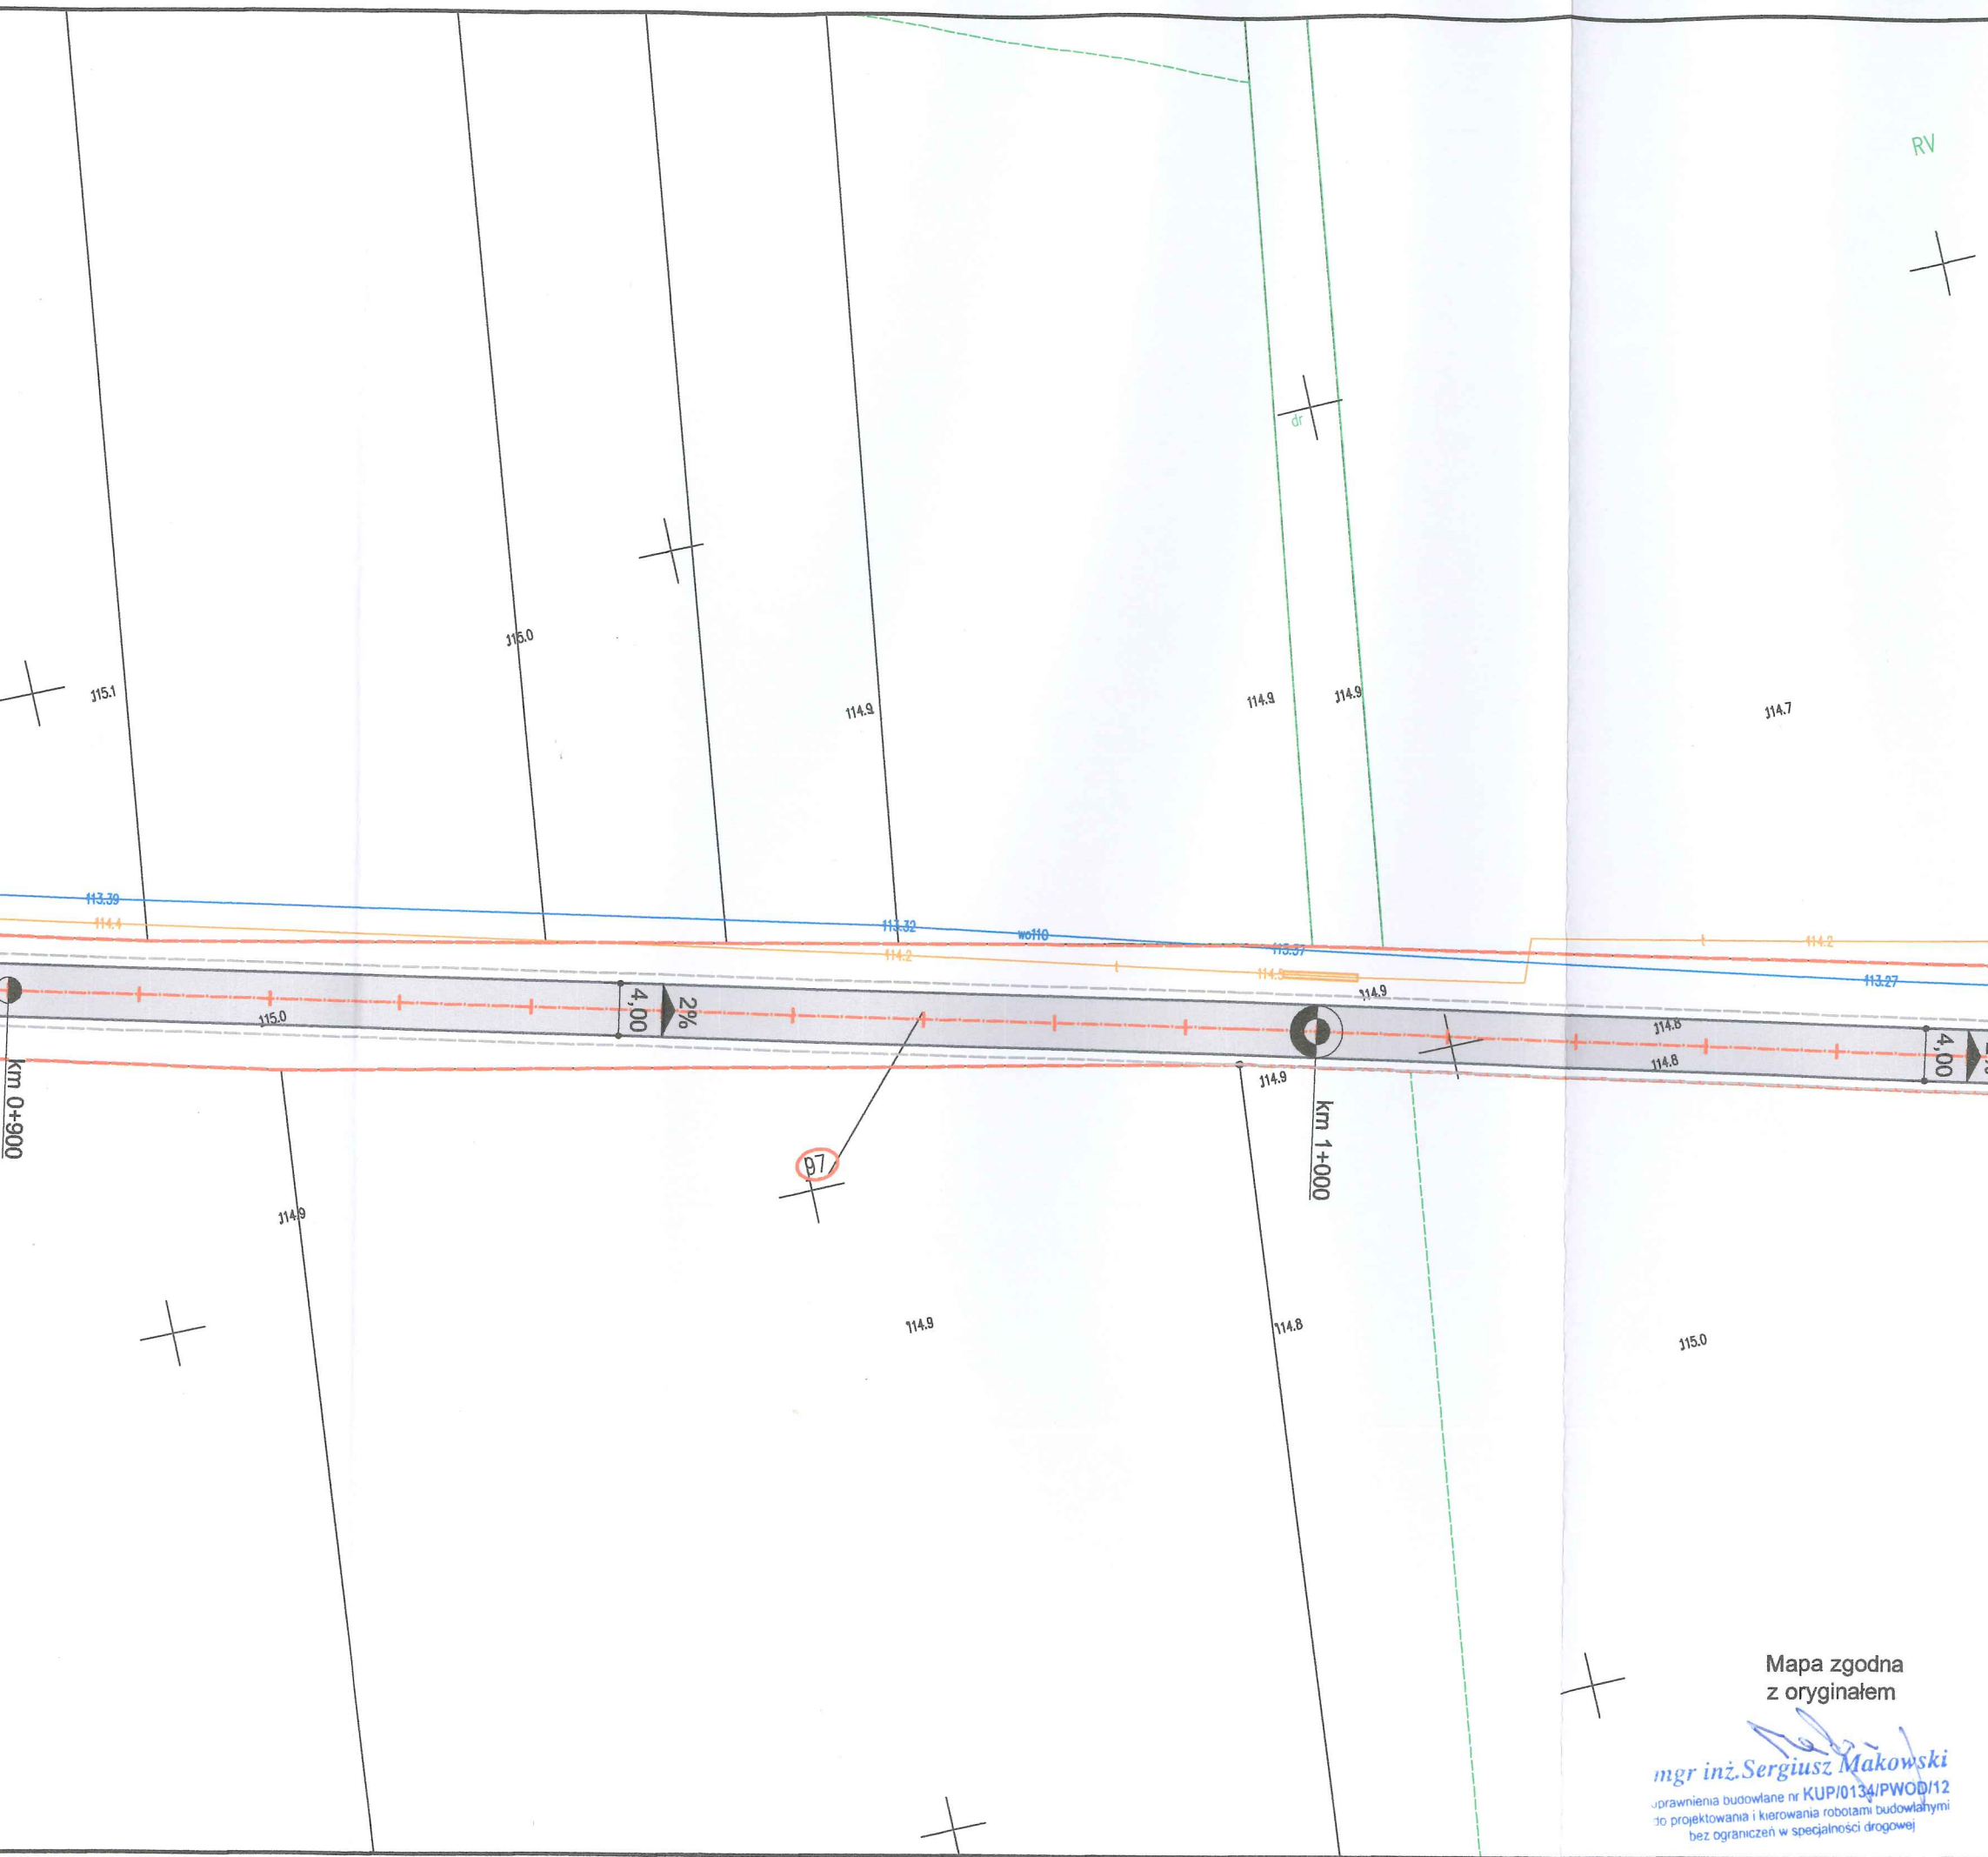 RV
dr
115.0
115.1
114.9
114.9
114.9
114.7
113.39
114.4
113.32
114.2
wo110
113.37
114.2
113.27
114.9
115.0
4,00
2%
114.8
114.8
4,00
km 0+900
114.9
km 1+000
97
114.9
114.9
114.8
115.0
Mapa zgodna
z oryginałem
mgr inż. Sergiusz Makowski
uprawnienia budowlane nr KUP/0134/PWOD/12
do projektowania i kierowania robotami budowlanymi
bez ograniczeń w specjalności drogowej